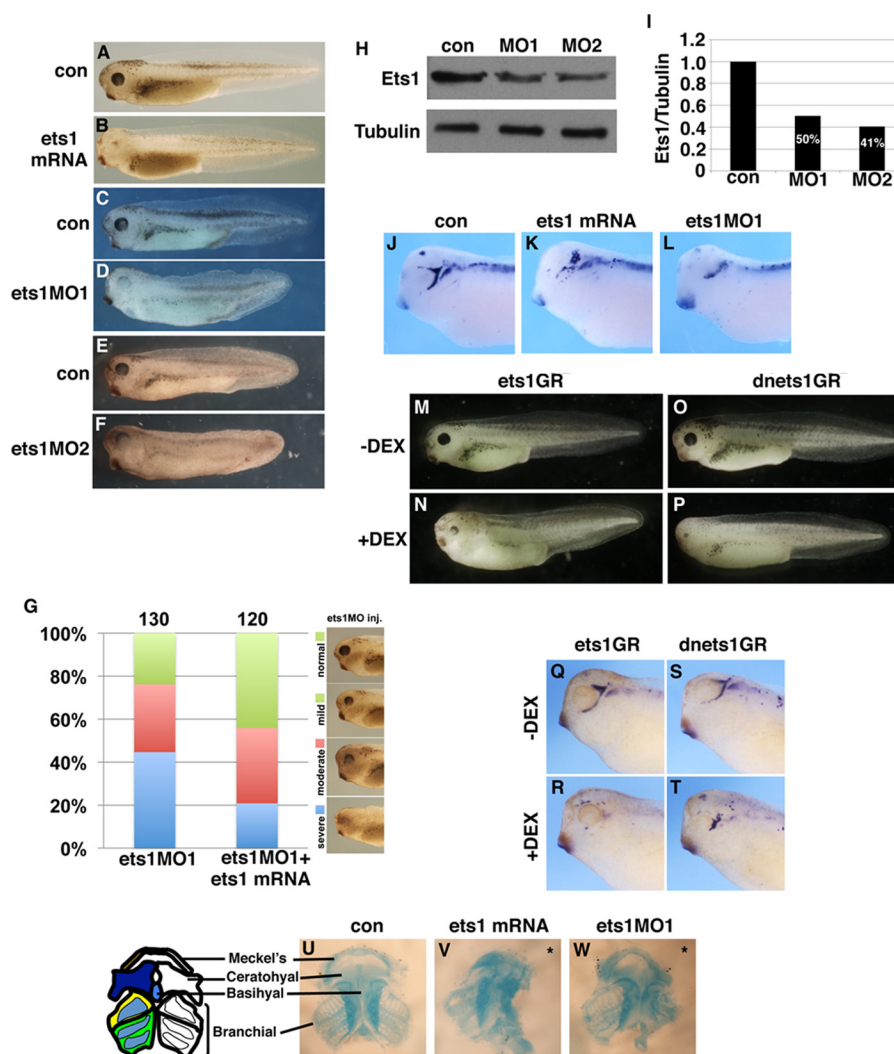 A
con
B
ets1
mRNA
C
con
D
ets1MO1
E
con
F
ets1MO2
H
con MO1 MO2
Ets1
Tubulin
I
Ets1/Tubulin
1.2
1.0
0.8
0.6
0.4
0.2
0
50%
41%
con MO1 MO2
con ets1 mRNA ets1MO1
J K L
ets1GR dnets1GR
-DEX
M O
+DEX
N P
G
130 120
100%
80%
60%
40%
20%
0%
ets1MO1
ets1MO1+
ets1 mRNA
ets1MO inj.
normal
mild
moderate
severe
ets1GR dnets1GR
-DEX
Q S
+DEX
R T
con ets1 mRNA ets1MO1
U V * W *
Meckel's
Ceratohyal
Basihyal
Branchial